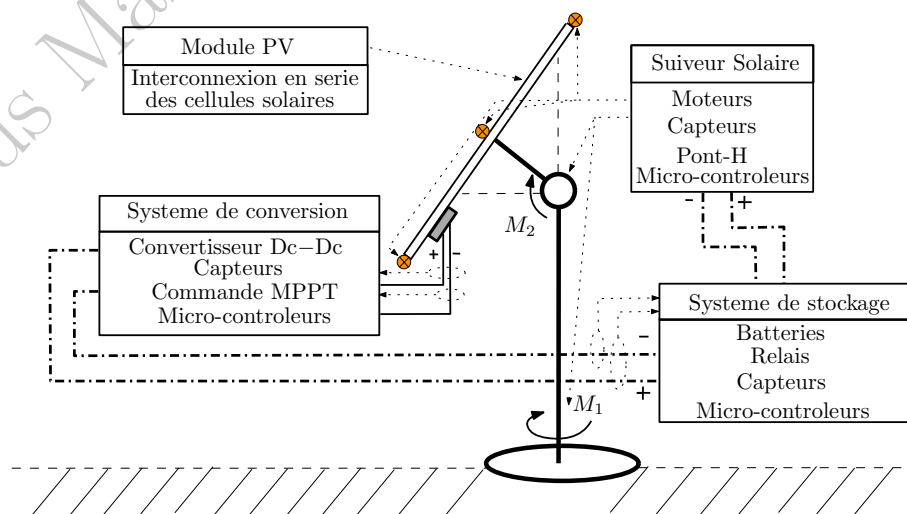 Module PV
Interconnexion en serie
des cellules solaires
Suiveur Solaire
Moteurs
Capteurs
Pont-H
Micro-controleurs
- +
M2
Systeme de conversion
Convertisseur Dc-Dc
Capteurs
Commande MPPT
Micro-controleurs
+ -
Systeme de stockage
Batteries
Relais
Capteurs
Micro-controleurs
-
+
M1